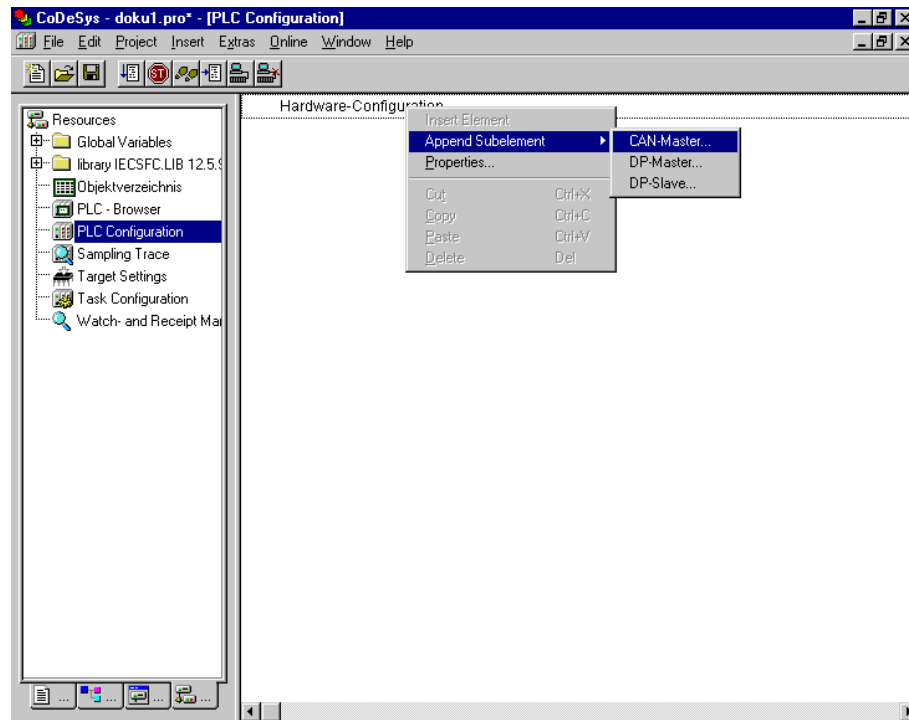 CoDeSys - doku1.pro* - [PLC Configuration]
File Edit Project Insert Extras Online Window Help
Resources
Global Variables
library IECSFC.LIB 12.5.9
Objektverzeichnis
PLC - Browser
PLC Configuration
Sampling Trace
Target Settings
Task Configuration
Watch- and Receipt Mar
Hardware-Configuration
Insert Element
Append Subelement
Properties...
Cut Ctrl+X
Copy Ctrl+C
Paste Ctrl+V
Delete Del
CAN-Master...
DP-Master...
DP-Slave...
... ... ... ...